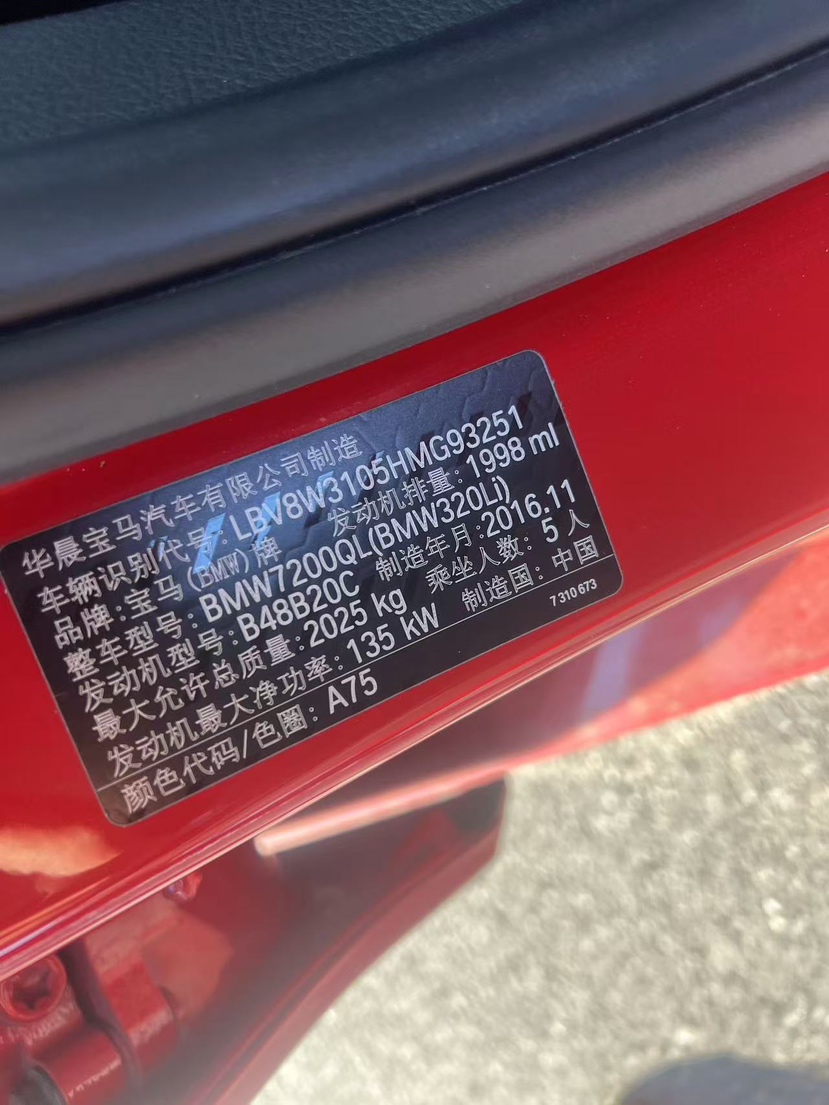 华晨宝马汽车有限公司制造
车辆识别代号: LBV8W3105HMG93251
品牌: 宝马(BMW)牌 发动机排量: 1998 ml
整车型号: BMW7200QL(BMW320Li)
发动机型号: B48B20C 制造年月: 2016.11
最大允许总质量: 2025 kg 乘坐人数: 5 人
发动机最大净功率: 135 kW 制造国: 中国
颜色代码/色圈: A75 7 310 673